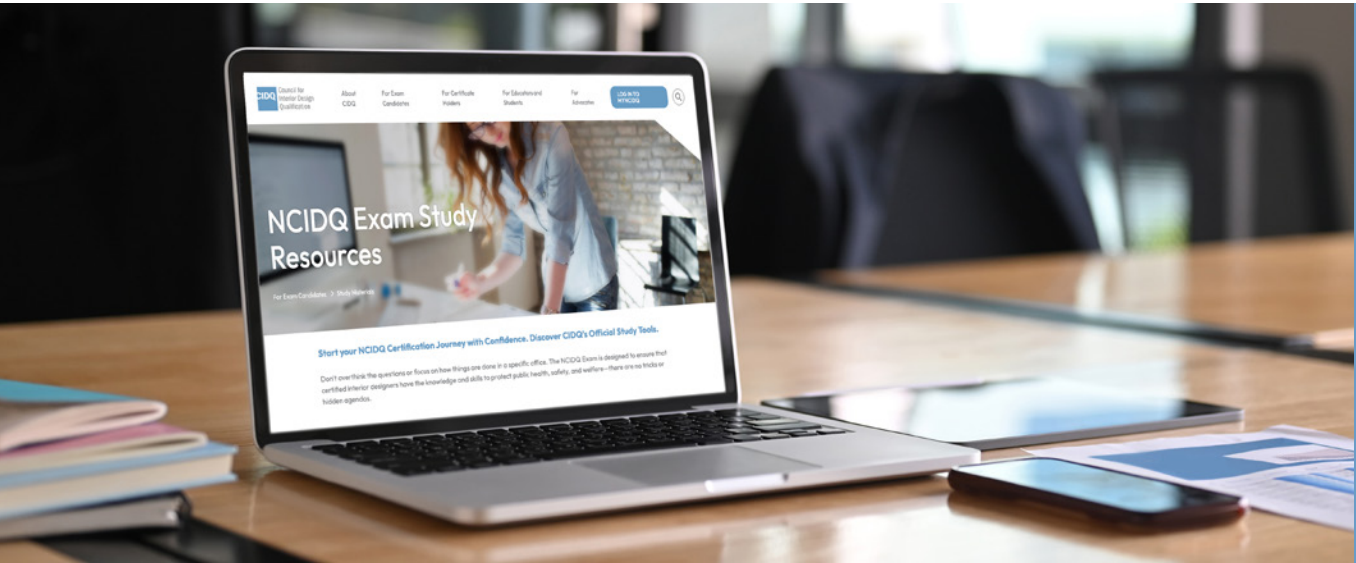 CIDQ
Council for
Interior Design
Qualification
About
CIDQ
For Exam
Candidates
For Certificate
Holders
For Educators and
Students
For
Advocates
LOG IN TO
MYNCIDQ
NCIDQ Exam Study
Resources
For Exam Candidates > Study Materials
Start your NCIDQ Certification Journey with Confidence. Discover CIDQ's Official Study Tools.
Don't overthink the questions or focus on how things are done in a specific office. The NCIDQ Exam is designed to ensure that
certified interior designers have the knowledge and skills to protect public health, safety, and welfare—there are no tricks or
hidden agendas.